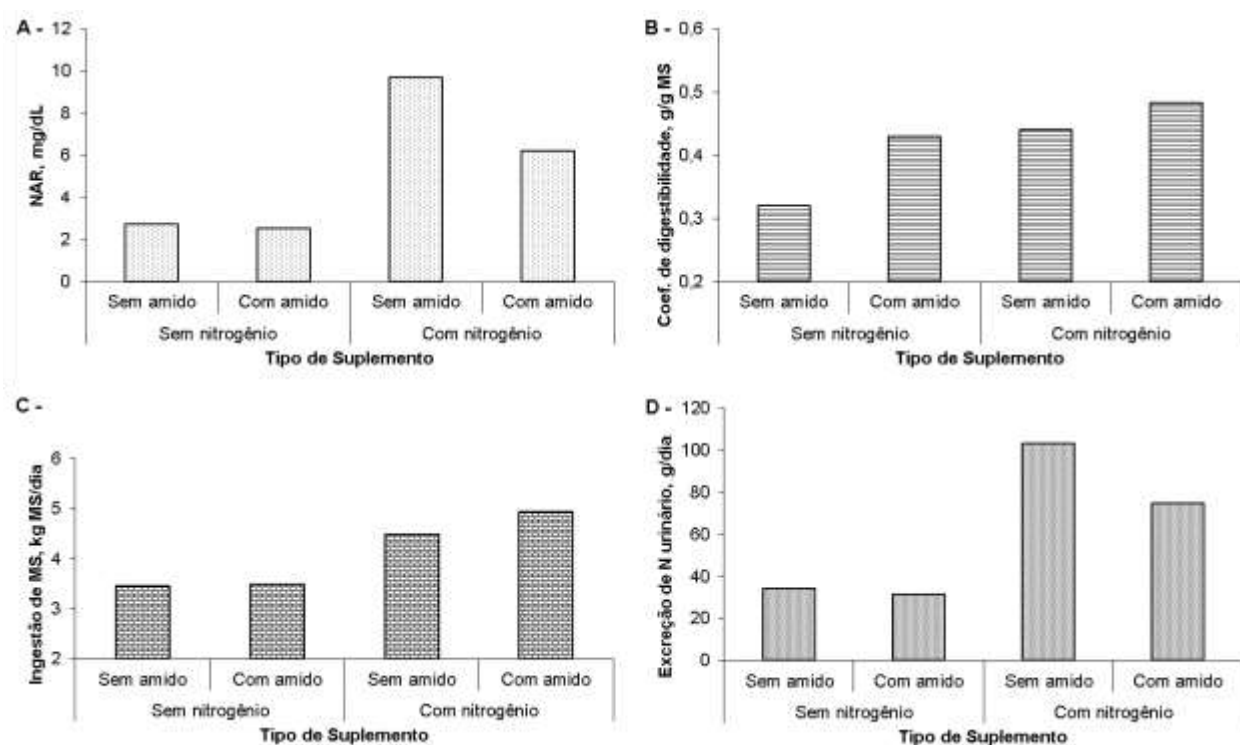 A -
NAR, mg/dL
12
10
8
6
4
2
0
Sem amido Com amido Sem amido Com amido
Sem nitrogênio Com nitrogênio
Tipo de Suplemento
B -
Coef. de digestibilidade, g/g MS
0,6
0,5
0,4
0,3
0,2
Sem amido Com amido Sem amido Com amido
Sem nitrogênio Com nitrogênio
Tipo de Suplemento
C -
Ingestão de MS, kg MS/dia
6
5
4
3
2
Sem amido Com amido Sem amido Com amido
Sem nitrogênio Com nitrogênio
Tipo de Suplemento
D -
Excreção de N urinário, g/dia
120
100
80
60
40
20
0
Sem amido Com amido Sem amido Com amido
Sem nitrogênio Com nitrogênio
Tipo de Suplemento